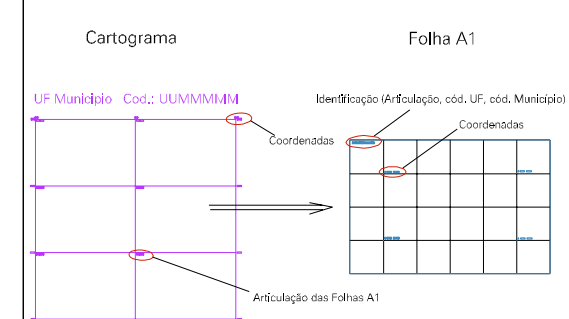 Cartograma
Folha A1
UF Municipio Cod.: UUMMMMM
Identificação (Articulação, cód. UF, cód. Município)
Coordenadas
Coordenadas
Articulação das Folhas A1